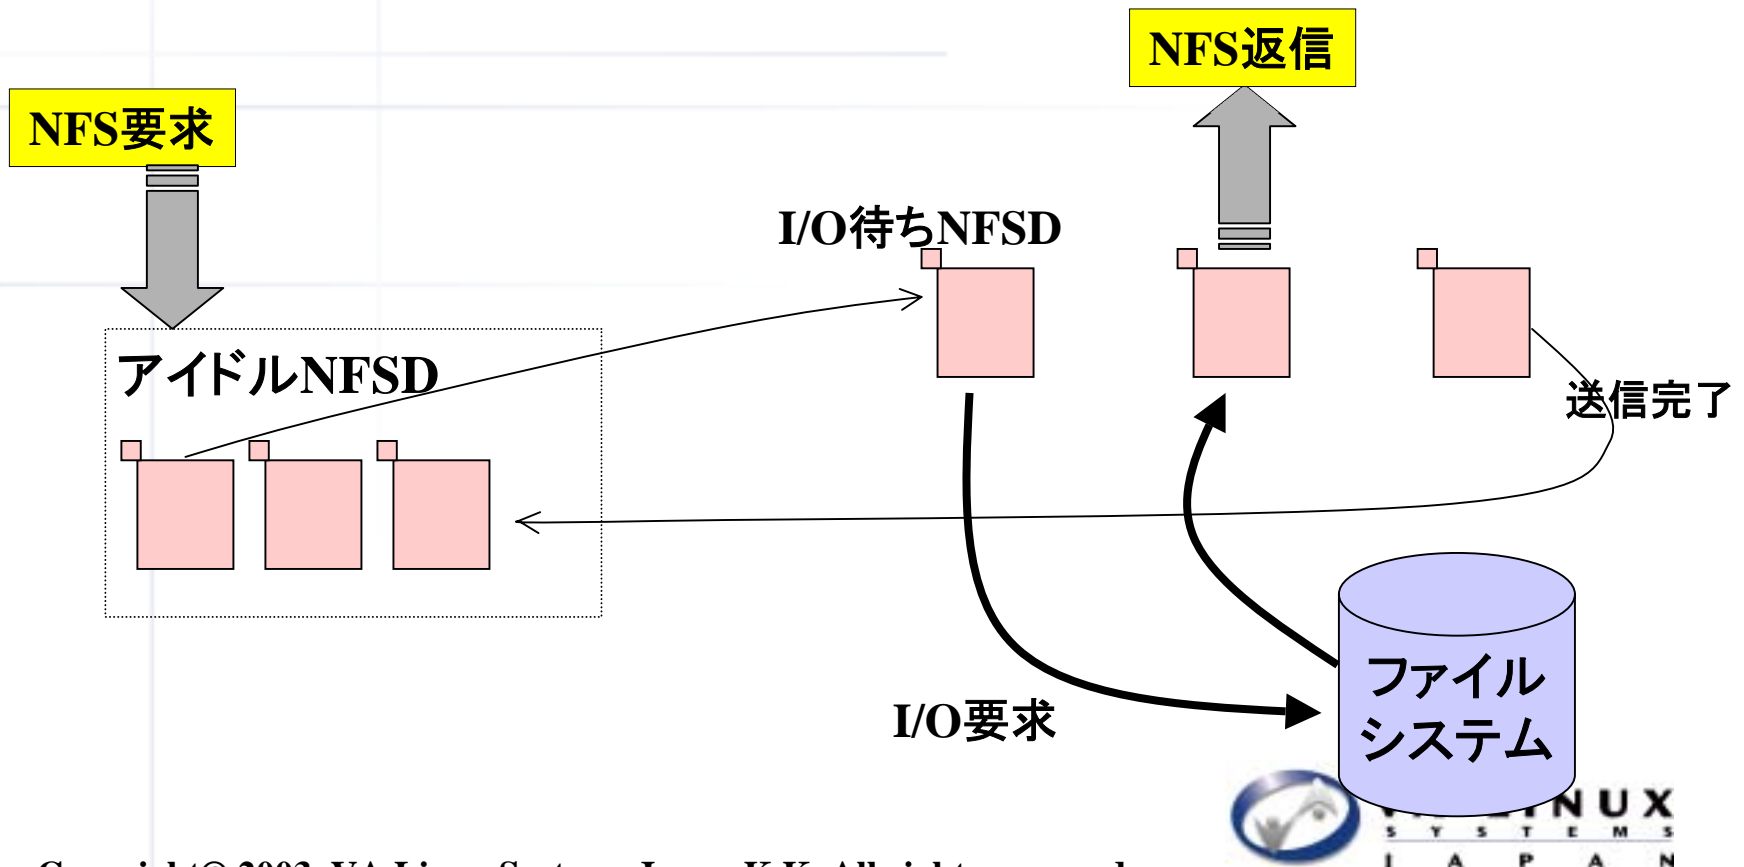 NFS返信
NFS要求
I/O待ちNFSD
アイドルNFSD
送信完了
ファイル
システム
I/O要求
NUX
SYSTEMS
JAPAN